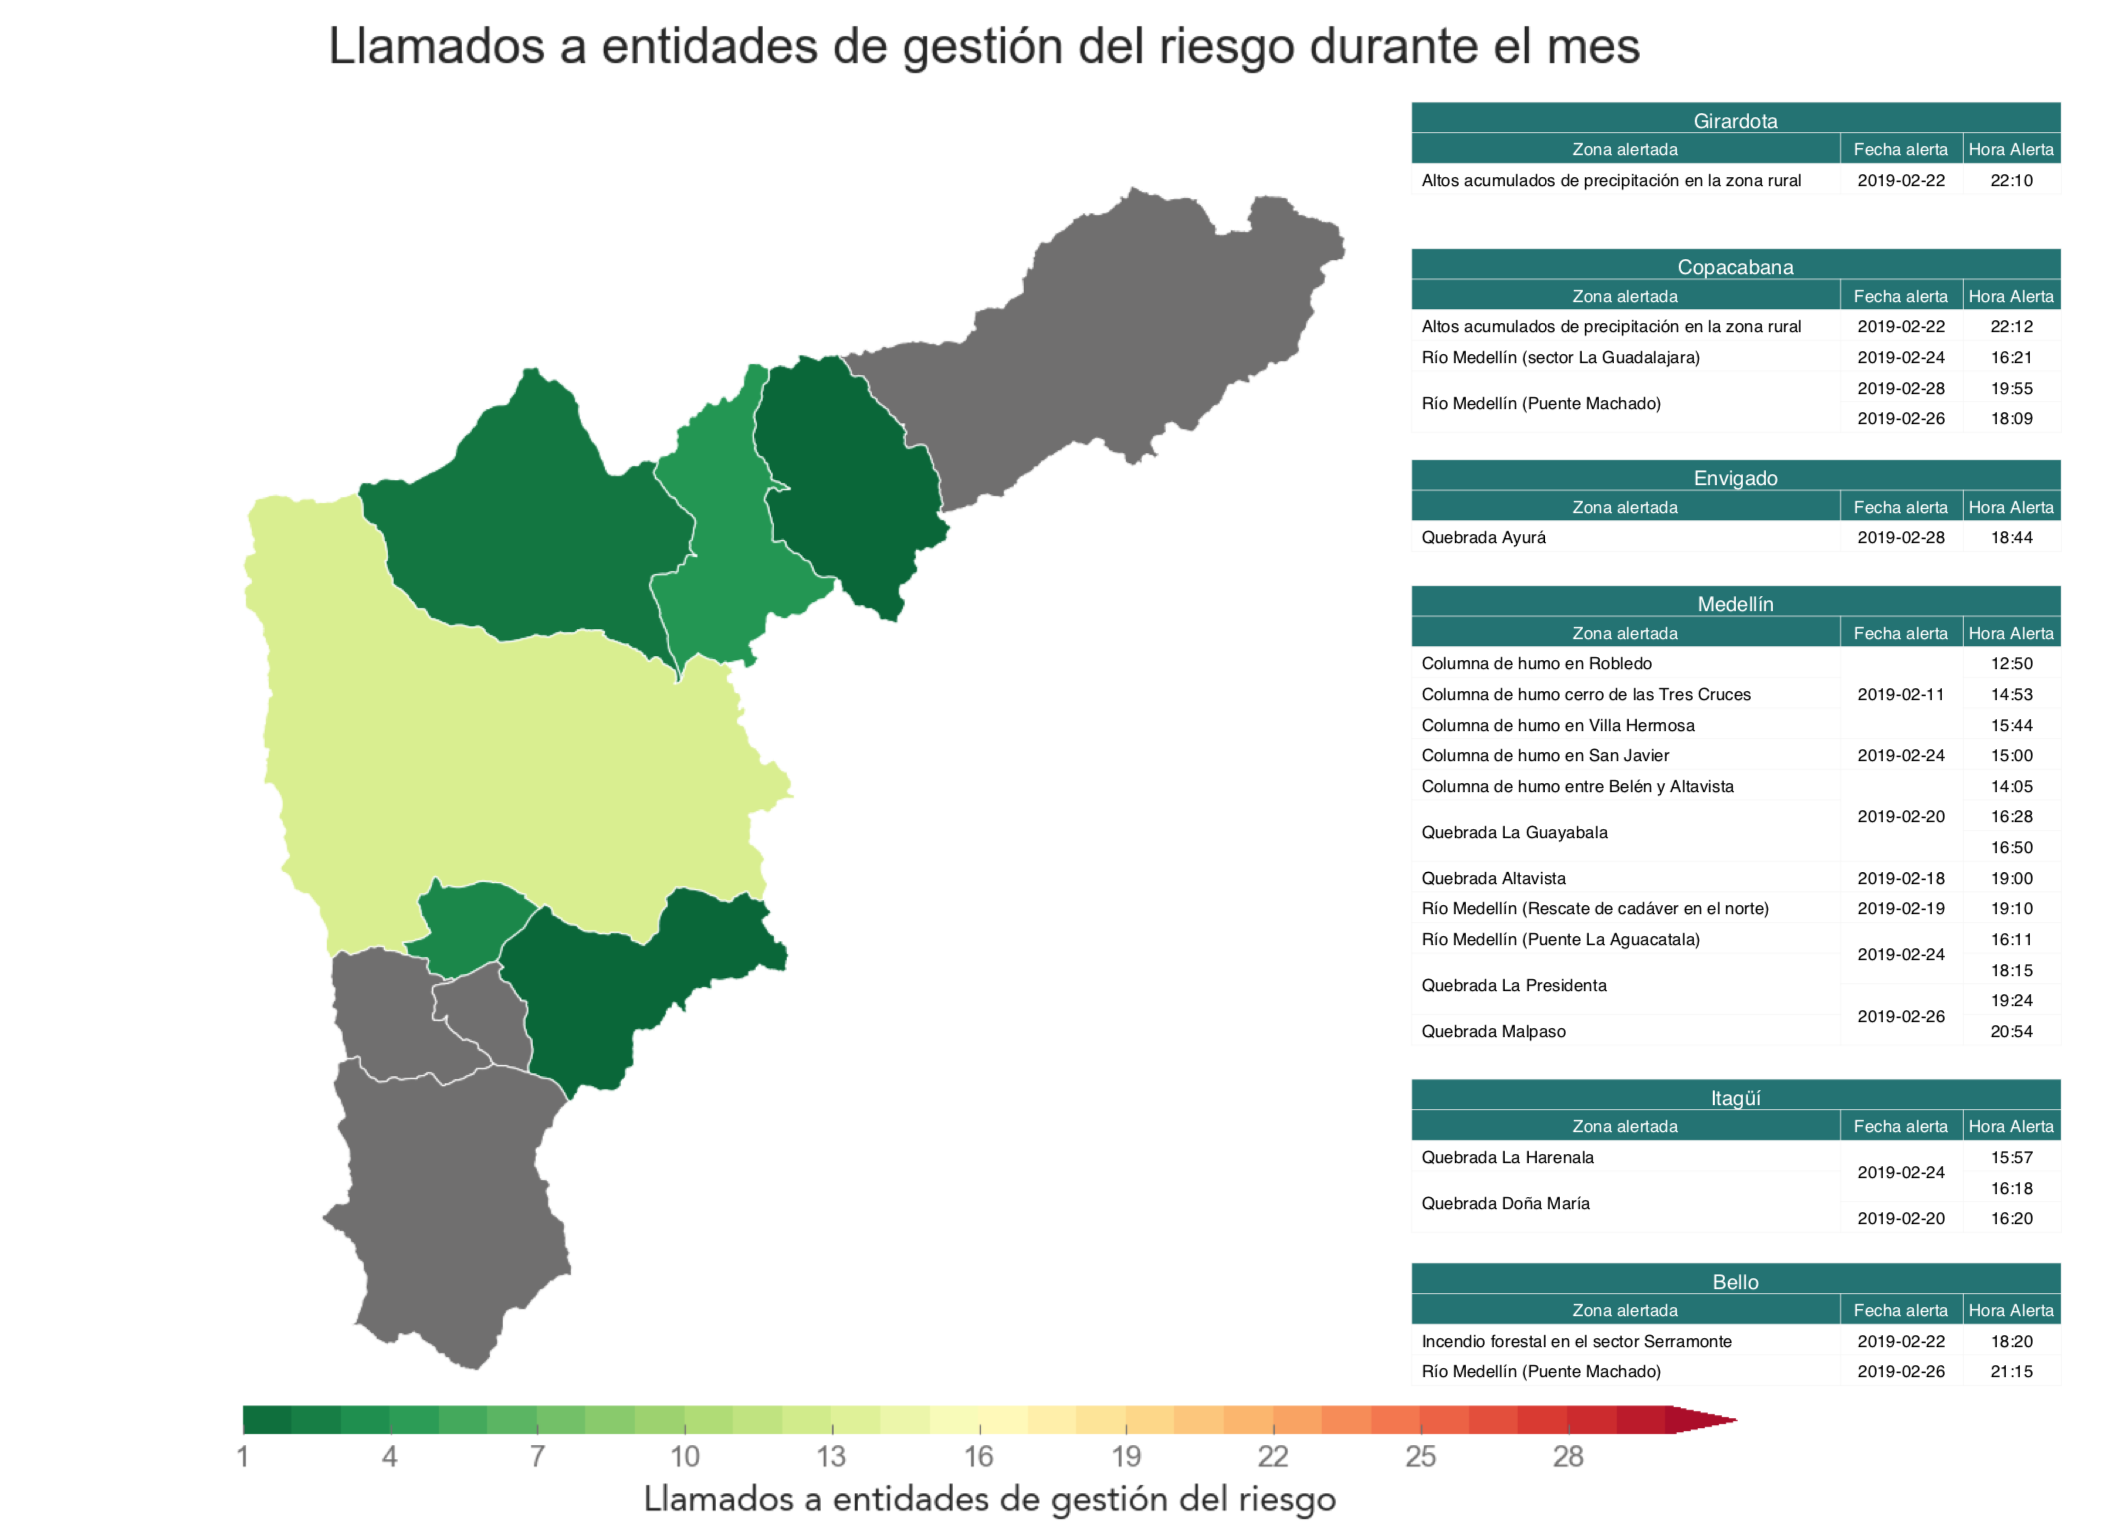 Llamados a entidades de gestión del riesgo durante el mes
Girardota
Zona alertada Fecha alerta Hora Alerta
Altos acumulados de precipitación en la zona rural 2019-02-22 22:10
Copacabana
Zona alertada Fecha alerta Hora Alerta
Altos acumulados de precipitación en la zona rural 2019-02-22 22:12
Río Medellín (sector La Guadalajara) 2019-02-24 16:21
Río Medellín (Puente Machado)
2019-02-28 19:55
2019-02-26 18:09
Envigado
Zona alertada Fecha alerta Hora Alerta
Quebrada Ayurá 2019-02-28 18:44
Medellín
Zona alertada Fecha alerta Hora Alerta
Columna de humo en Robledo 12:50
Columna de humo cerro de las Tres Cruces 2019-02-11 14:53
Columna de humo en Villa Hermosa 15:44
Columna de humo en San Javier 2019-02-24 15:00
Columna de humo entre Belén y Altavista 14:05
2019-02-20 16:28
Quebrada La Guayabala
16:50
Quebrada Altavista 2019-02-18 19:00
Río Medellín (Rescate de cadáver en el norte) 2019-02-19 19:10
Río Medellín (Puente La Aguacatala) 16:11
2019-02-24
18:15
Quebrada La Presidenta
19:24
2019-02-26
Quebrada Malpaso 20:54
Itagüí
Zona alertada Fecha alerta Hora Alerta
Quebrada La Harenala 15:57
2019-02-24
16:18
Quebrada Doña María
2019-02-20 16:20
Bello
Zona alertada Fecha alerta Hora Alerta
Incendio forestal en el sector Serramonte 2019-02-22 18:20
Río Medellín (Puente Machado) 2019-02-26 21:15
1 4 7 10 13 16 19 22 25 28
Llamados a entidades de gestión del riesgo